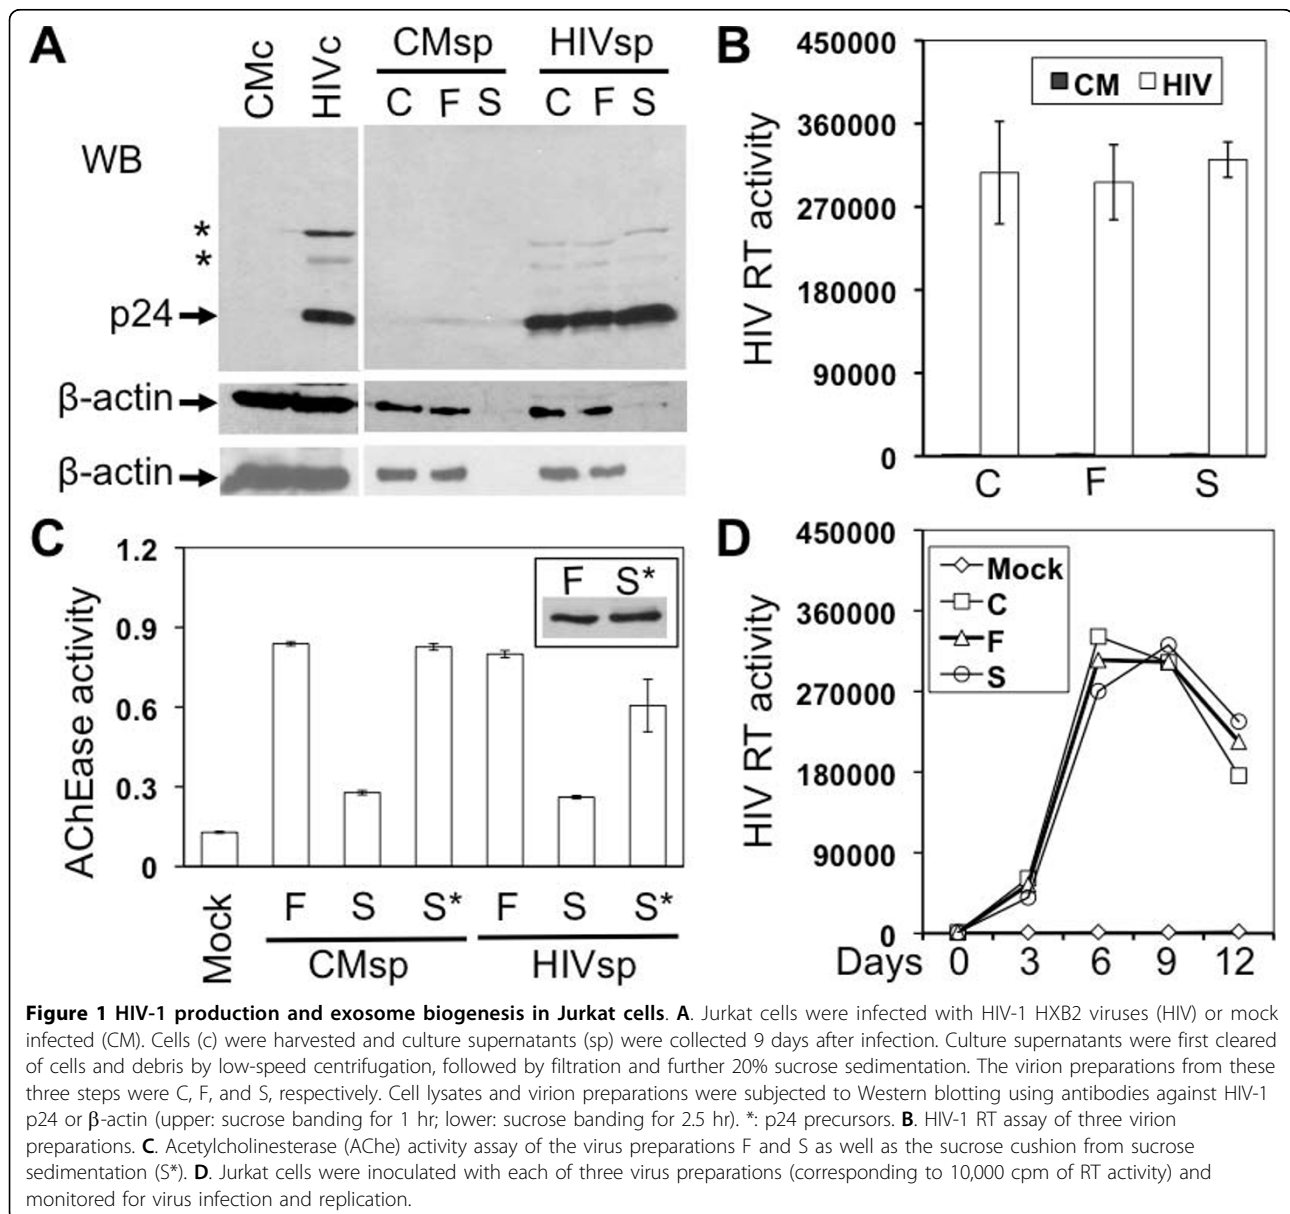 A
CMc
HIVc
CMsp
HIVsp
C F S
C F S
WB
*
*
p24
β-actin
β-actin
B
HIV RT activity
450000
360000
270000
180000
90000
0
CM HIV
C F S
C
AChEase activity
1.2
0.9
0.6
0.3
0
F S*
Mock
F S S* F S S*
CMsp HIVsp
D
HIV RT activity
450000
360000
270000
180000
90000
0
Mock
C
F
S
Days 0 3 6 9 12
Figure 1 HIV-1 production and exosome biogenesis in Jurkat cells. A. Jurkat cells were infected with HIV-1 HXB2 viruses (HIV) or mock
infected (CM). Cells (c) were harvested and culture supernatants (sp) were collected 9 days after infection. Culture supernatants were first cleared
of cells and debris by low-speed centrifugation, followed by filtration and further 20% sucrose sedimentation. The virion preparations from these
three steps were C, F, and S, respectively. Cell lysates and virion preparations were subjected to Western blotting using antibodies against HIV-1
p24 or β-actin (upper: sucrose banding for 1 hr; lower: sucrose banding for 2.5 hr). *: p24 precursors. B. HIV-1 RT assay of three virion
preparations. C. Acetylcholinesterase (AChe) activity assay of the virus preparations F and S as well as the sucrose cushion from sucrose
sedimentation (S*). D. Jurkat cells were inoculated with each of three virus preparations (corresponding to 10,000 cpm of RT activity) and
monitored for virus infection and replication.